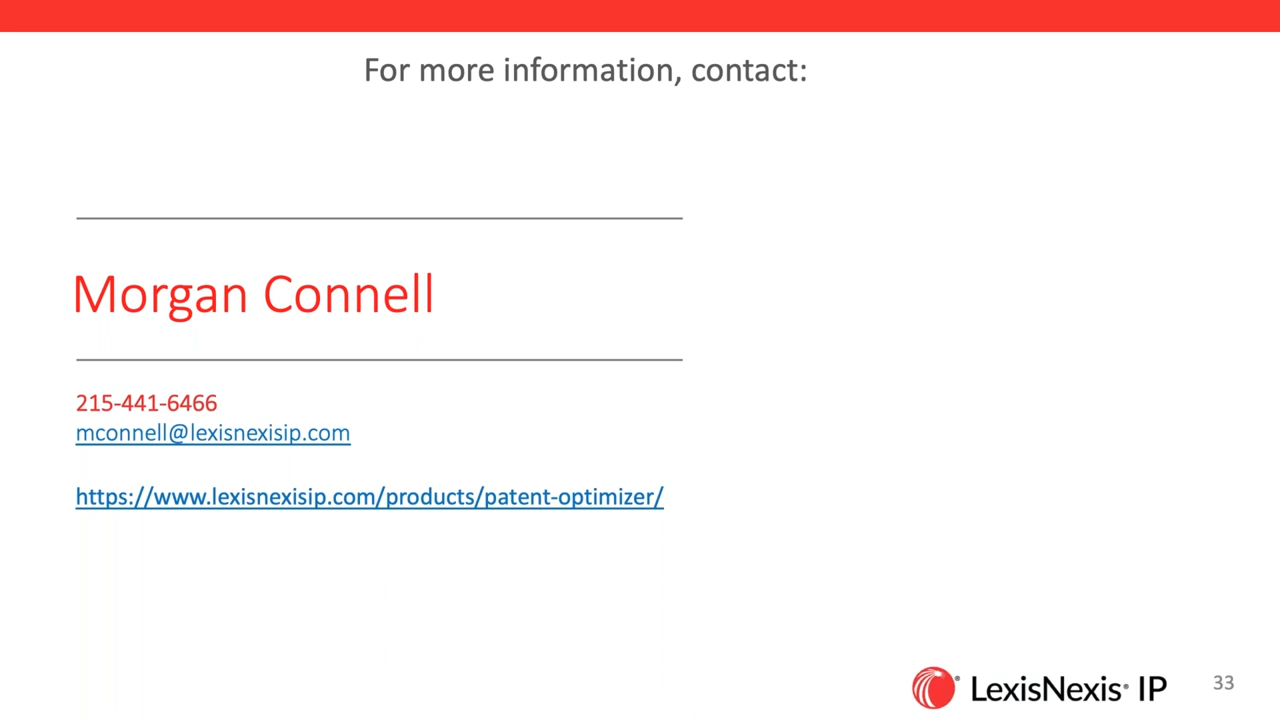 For more information, contact:
Morgan Connell
215-441-6466
mconnell@lexisnexisip.com
https://www.lexisnexisip.com/products/patent-optimizer/
® LexisNexis® IP
33